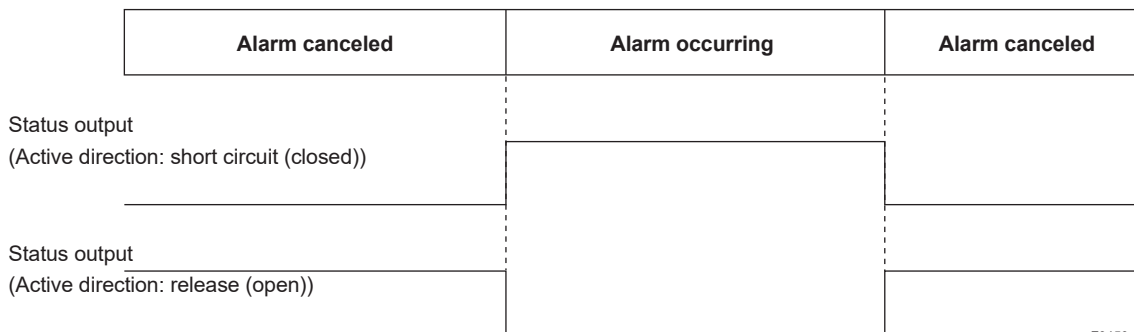 Alarm canceled
Alarm occurring
Alarm canceled
Status output
(Active direction: short circuit (closed))
Status output
(Active direction: release (open))